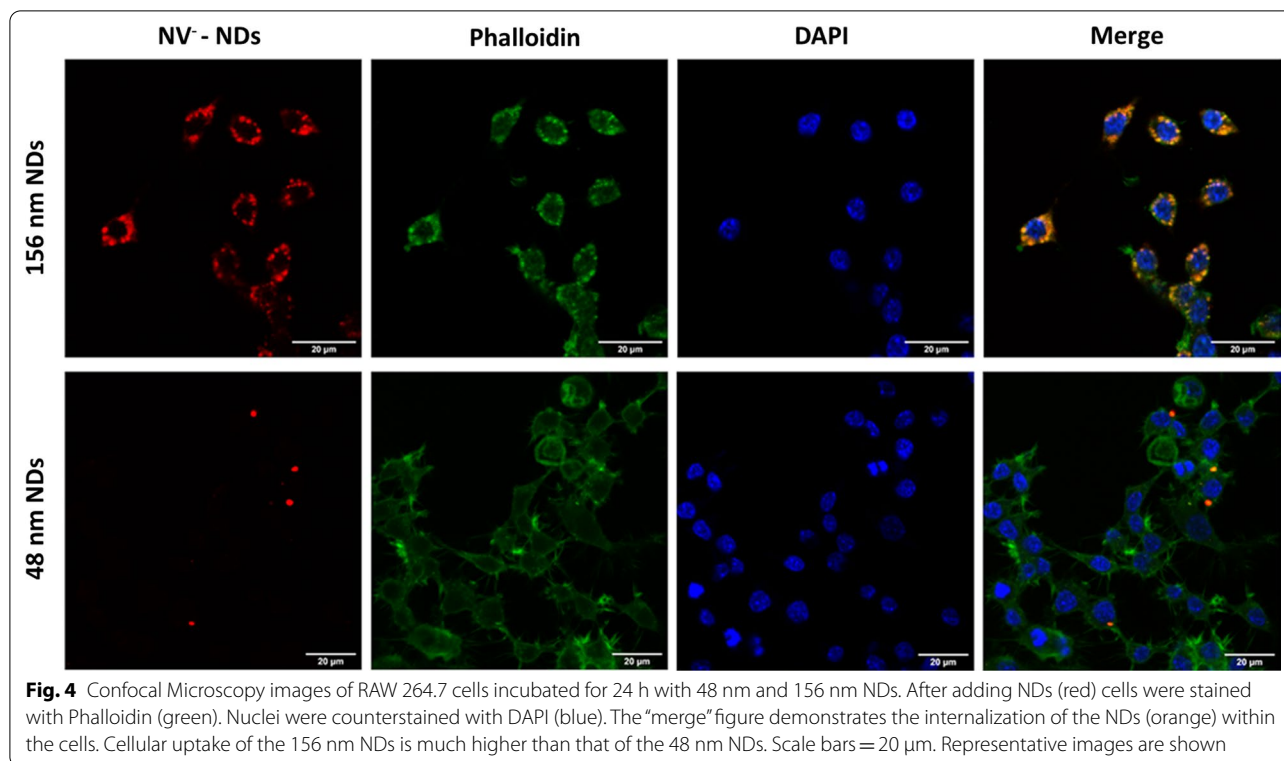 NV⁻ - NDs Phalloidin DAPI Merge
156 nm NDs
20 µm 20 µm 20 µm 20 µm
48 nm NDs
20 µm 20 µm 20 µm 20 µm
Fig. 4 Confocal Microscopy images of RAW 264.7 cells incubated for 24 h with 48 nm and 156 nm NDs. After adding NDs (red) cells were stained
with Phalloidin (green). Nuclei were counterstained with DAPI (blue). The “merge” figure demonstrates the internalization of the NDs (orange) within
the cells. Cellular uptake of the 156 nm NDs is much higher than that of the 48 nm NDs. Scale bars = 20 µm. Representative images are shown